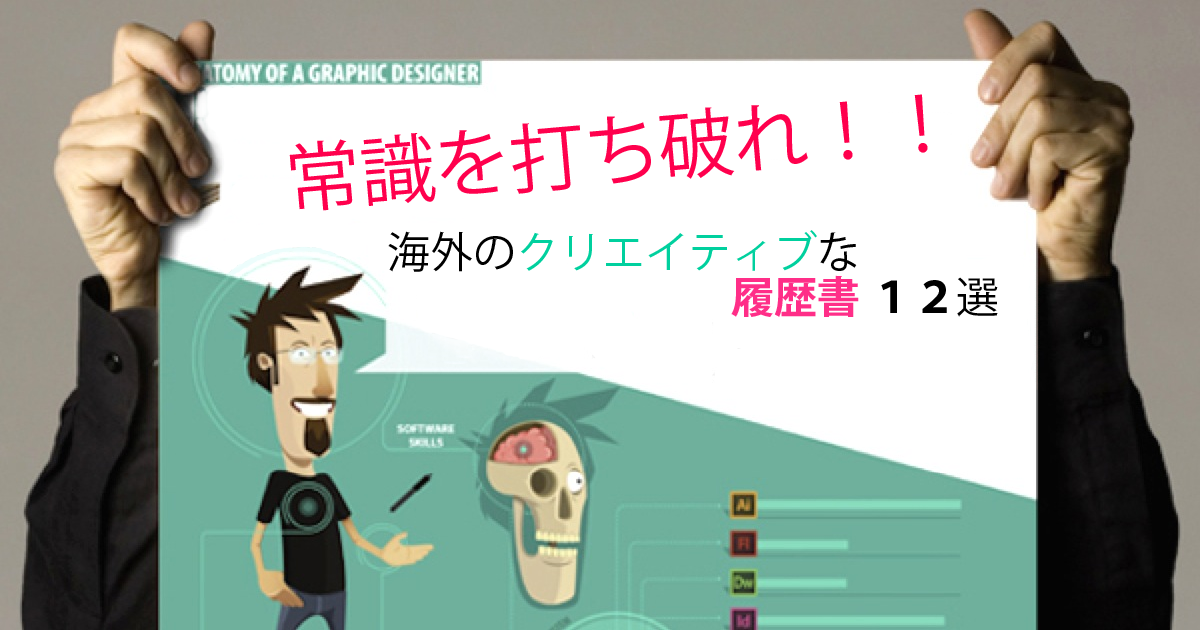 ATOMY OF A GRAPHIC DESIGNER
常識を打ち破れ！！
海外のクリエイティブな
履歴書 １２選
SOFTWARE
SKILLS
Ai
Fl
Dw
Id